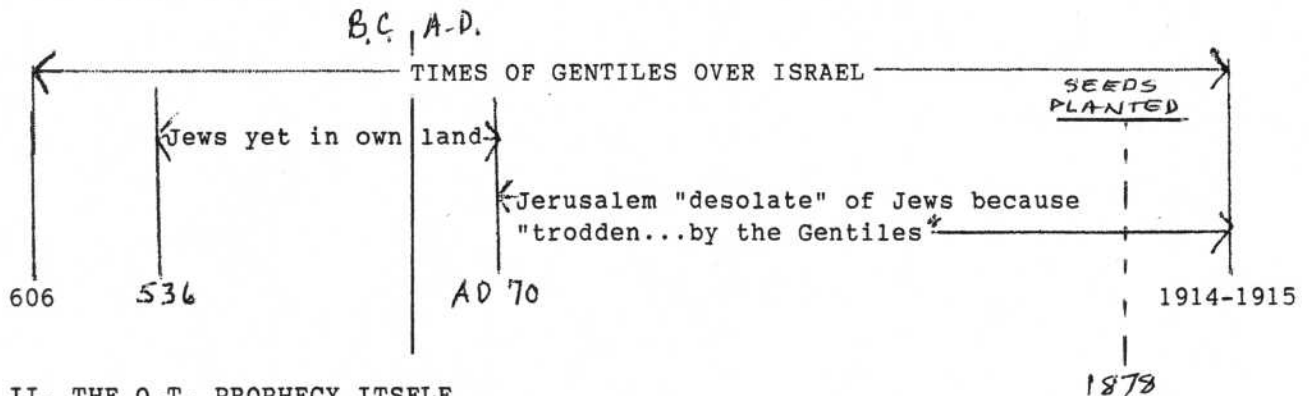 B.C. A.D.
TIMES OF GENTILES OVER ISRAEL
SEEDS
PLANTED
Jews yet in own land
Jerusalem "desolate" of Jews because
"trodden...by the Gentiles"
606 536 AD 70 1914-1915
1878
II. THE O.T. PROPHECY ITSELF